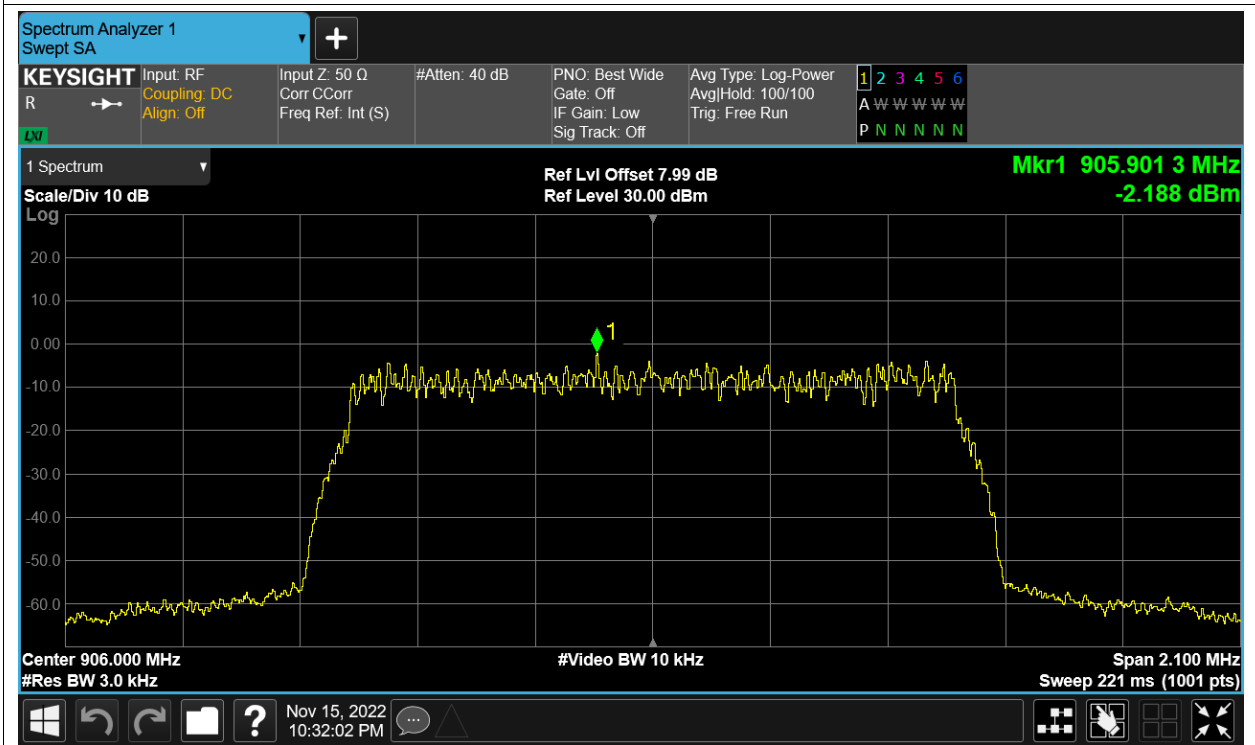 Spectrum Analyzer 1
Swept SA
+
KEYSIGHT
R
LXI
Input: RF
Coupling: DC
Align: Off
Input Z: 50 Ω
Corr CCorr
Freq Ref: Int (S)
#Atten: 40 dB
PNO: Best Wide
Gate: Off
IF Gain: Low
Sig Track: Off
Avg Type: Log-Power
Avg|Hold: 100/100
Trig: Free Run
1 2 3 4 5 6
A W W W W W
P N N N N N
1 Spectrum
Scale/Div 10 dB
Log
Ref Lvl Offset 7.99 dB
Ref Level 30.00 dBm
Mkr1 905.901 3 MHz
-2.188 dBm
20.0
10.0
0.00
-10.0
-20.0
-30.0
-40.0
-50.0
-60.0
1
Center 906.000 MHz
#Res BW 3.0 kHz
#Video BW 10 kHz
Span 2.100 MHz
Sweep 221 ms (1001 pts)
?
Nov 15, 2022
10:32:02 PM